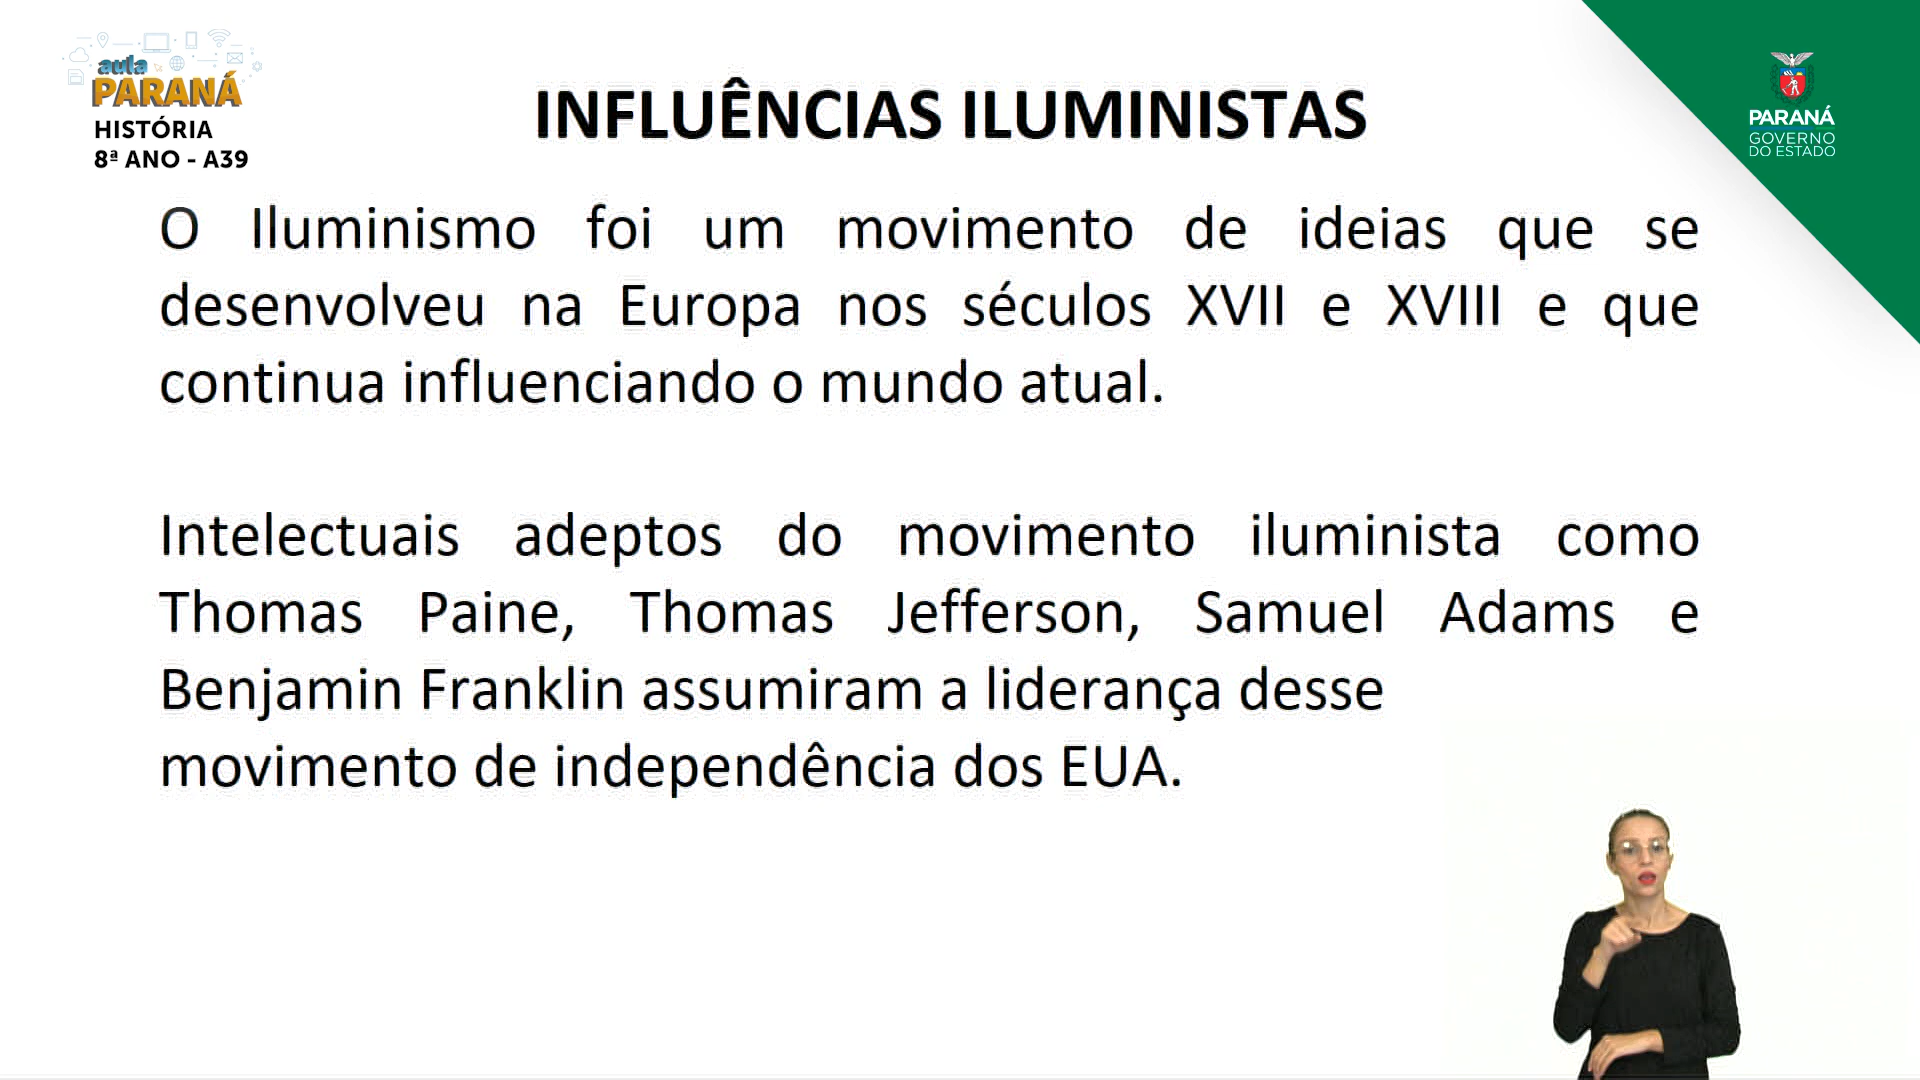 aula
PARANÁ
HISTÓRIA
8ª ANO - A39
INFLUÊNCIAS ILUMINISTAS
PARANÁ
GOVERNO
DO ESTADO
O Iluminismo foi um movimento de ideias que se
desenvolveu na Europa nos séculos XVII e XVIII e que
continua influenciando o mundo atual.
Intelectuais adeptos do movimento iluminista como
Thomas Paine, Thomas Jefferson, Samuel Adams e
Benjamin Franklin assumiram a liderança desse
movimento de independência dos EUA.